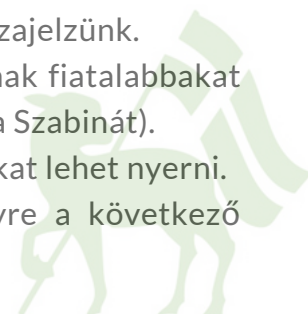 zajelzünk.
nak fiatalabbakat
a Szabinát).
kat lehet nyerni.
yre a következő